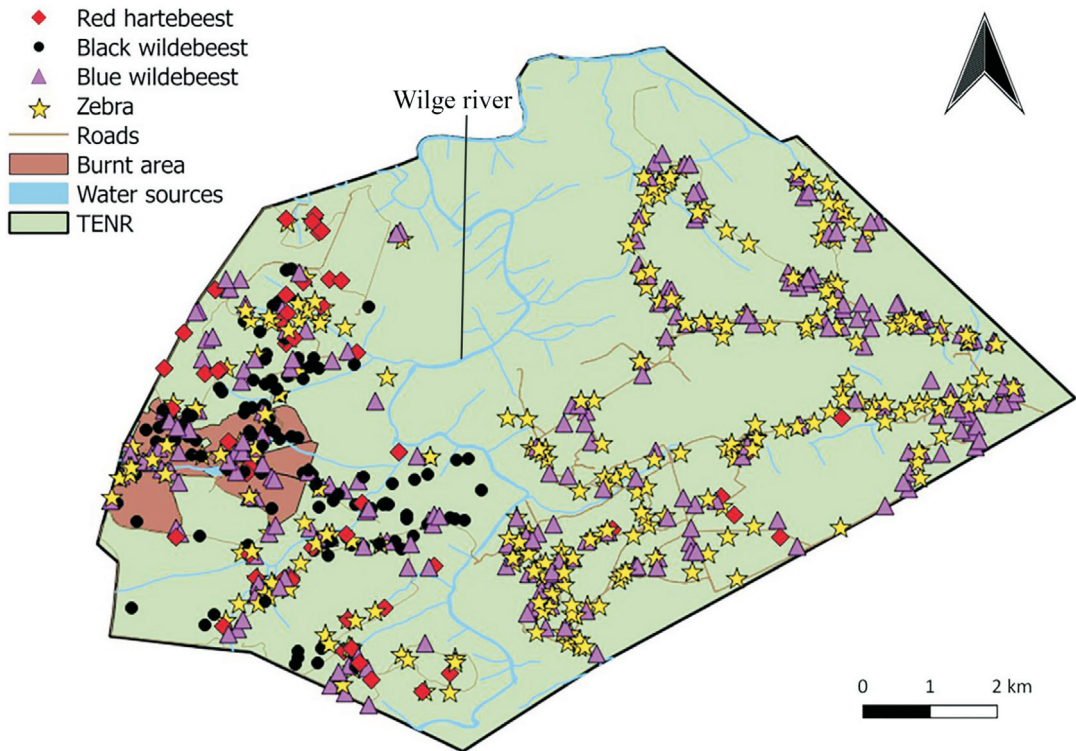 Red hartebeest
Black wildebeest
Blue wildebeest
Zebra
Roads
Burnt area
Water sources
TENR
Wilge river
0 1 2 km